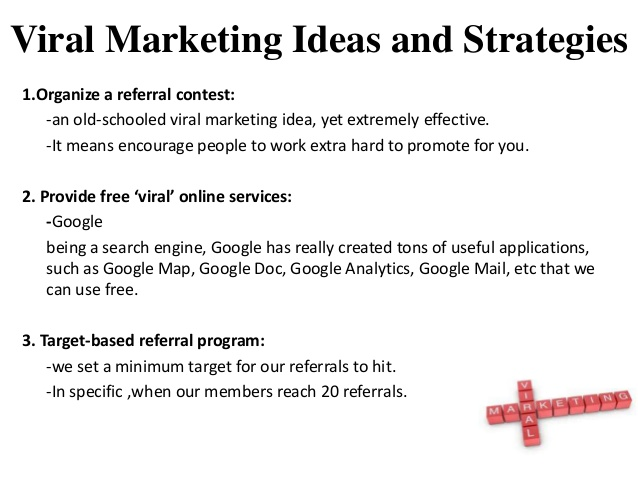 Viral Marketing Ideas and Strategies
1.Organize a referral contest:
-an old-schooled viral marketing idea, yet extremely effective.
-It means encourage people to work extra hard to promote for you.
2. Provide free ‘viral’ online services:
-Google
being a search engine, Google has really created tons of useful applications,
such as Google Map, Google Doc, Google Analytics, Google Mail, etc that we
can use free.
3. Target-based referral program:
-we set a minimum target for our referrals to hit.
-In specific ,when our members reach 20 referrals.
VIRAL
MARKETING